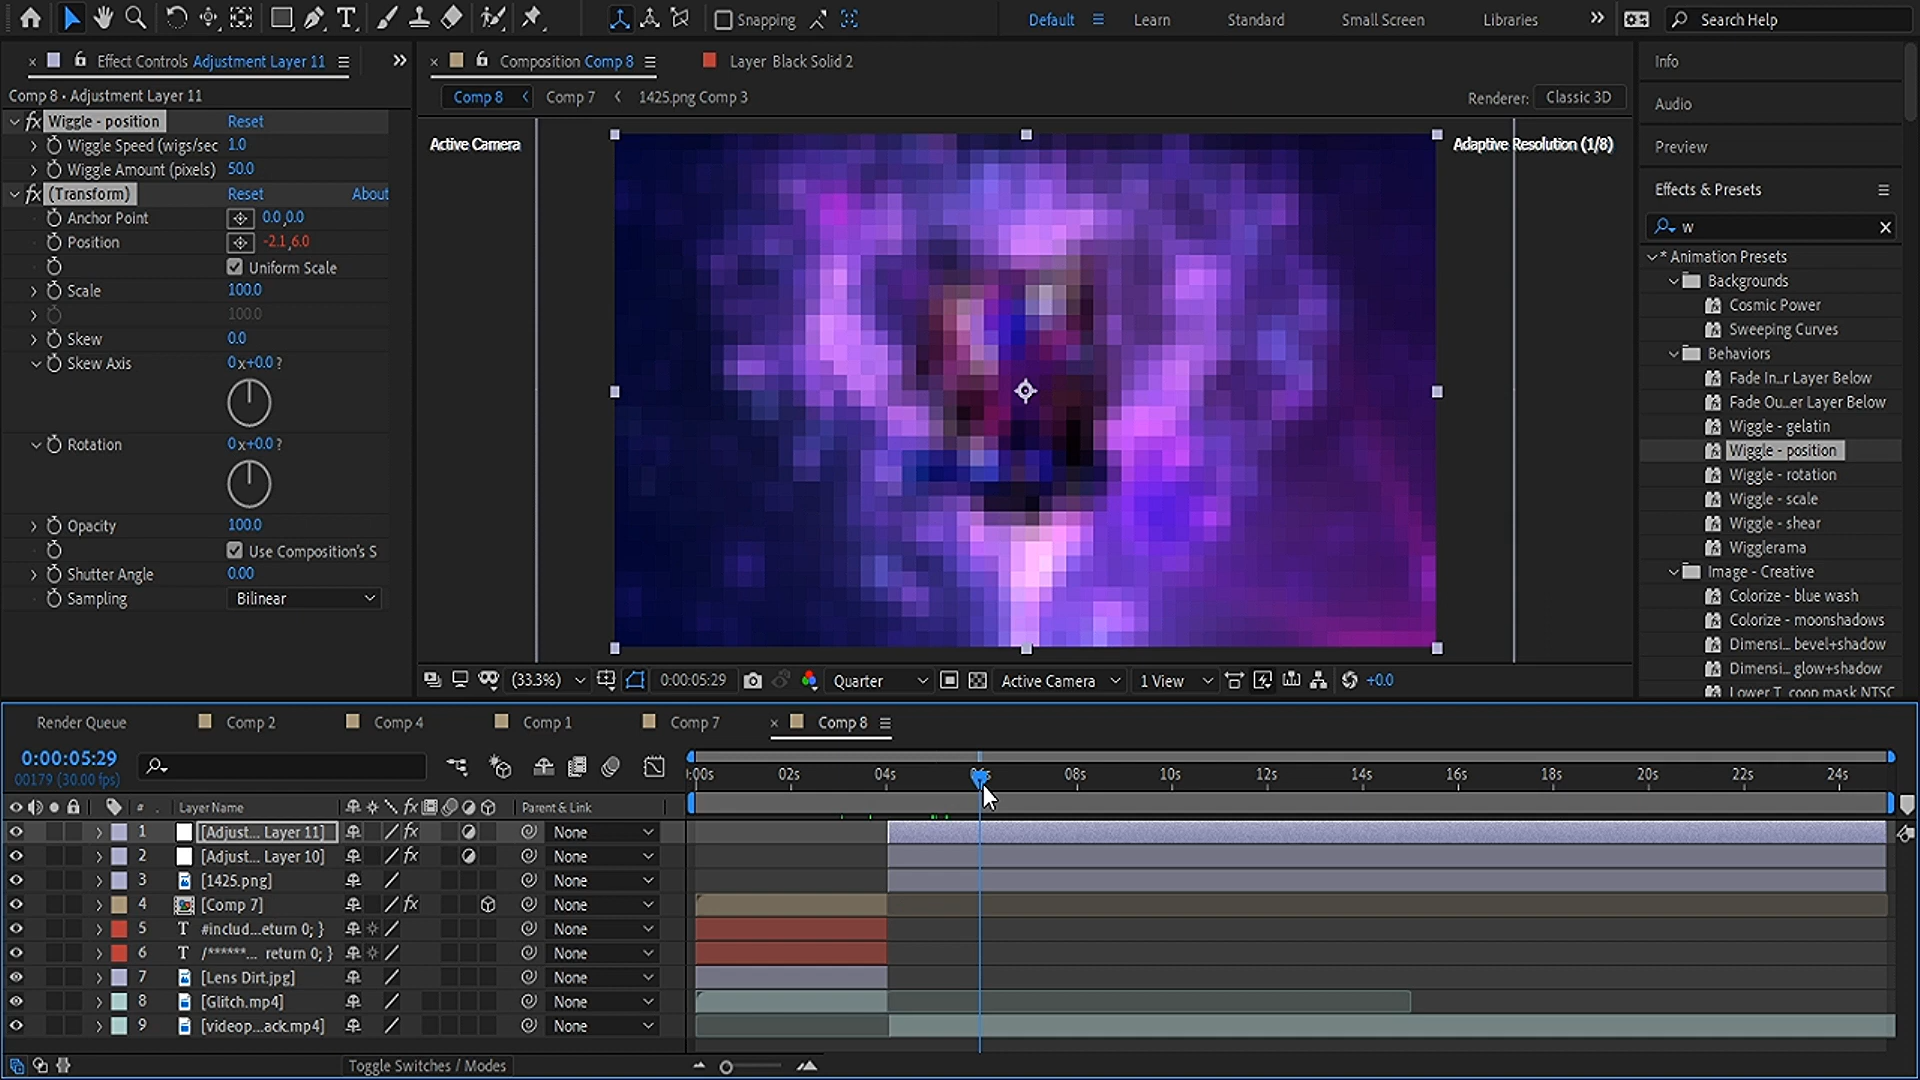 Snapping
Default
Learn
Standard
Small Screen
Libraries
Search Help
Effect Controls Adjustment Layer 11
Composition Comp 8
Layer Black Solid 2
Info
Comp 8 • Adjustment Layer 11
Comp 8
Comp 7
1425.png Comp 3
Renderer: Classic 3D
Audio
fx Wiggle - position Reset
Wiggle Speed (wigs/sec 1.0
Active Camera
Adaptive Resolution (1/8)
Preview
Wiggle Amount (pixels) 50.0
fx (Transform) Reset About
Effects & Presets
Anchor Point 0.0,0.0
w
Position -2.1,6.0
* Animation Presets
Uniform Scale
Backgrounds
Scale 100.0
Cosmic Power
100.0
Sweeping Curves
Skew 0.0
Behaviors
Skew Axis 0x+0.0?
Fade In...r Layer Below
Fade Ou...er Layer Below
Wiggle - gelatin
Rotation 0x+0.0?
Wiggle - position
Wiggle - rotation
Wiggle - scale
Opacity 100.0
Wiggle - shear
Use Composition's S
Wigglerama
Shutter Angle 0.00
Image - Creative
Sampling Bilinear
Colorize - blue wash
Colorize - moonshadows
Dimensi... bevel+shadow
Dimensi... glow+shadow
(33.3%)
0:00:05:29
Quarter
Active Camera
1 View
+0.0
Render Queue
Comp 2
Comp 4
Comp 1
Comp 7
Comp 8
0:00:05:29
00179 (30.00 fps)
02s 04s 08s 10s 12s 14s 16s 18s 20s 22s 24s
# Layer Name fx Parent & Link
1 [Adjust... Layer 11] fx None
2 [Adjust... Layer 10] fx None
3 [1425.png] None
4 [Comp 7] fx None
5 T #includ...eturn 0; } None
6 T /******... return 0; } None
7 [Lens Dirt.jpg] None
8 [Glitch.mp4] None
9 [videop...ack.mp4] None
Toggle Switches / Modes